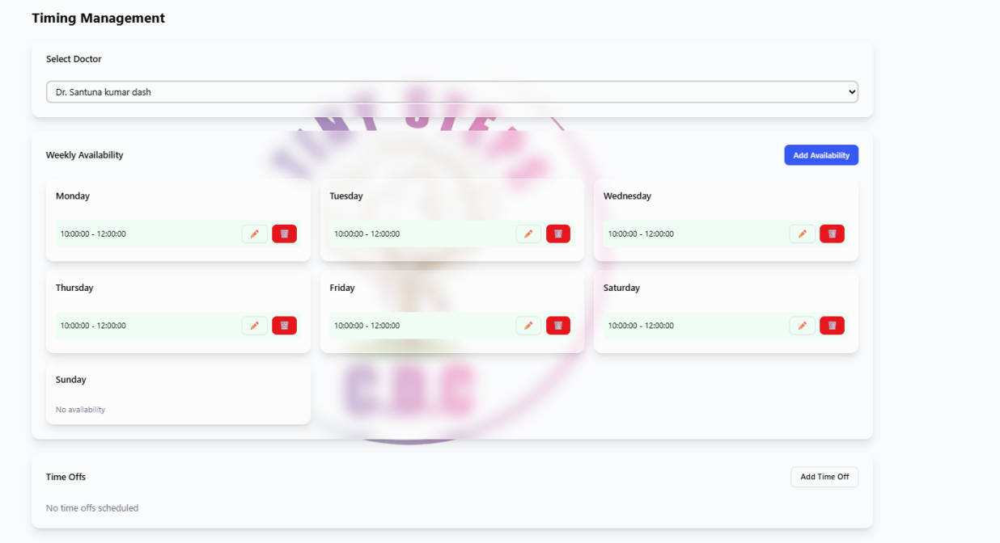 Timing Management
Select Doctor
Dr. Santuna kumar dash
TINY STEPS
Weekly Availability
Add Availability
Monday
Tuesday
Wednesday
10:00:00 - 12:00:00
10:00:00 - 12:00:00
10:00:00 - 12:00:00
Thursday
Friday
Saturday
10:00:00 - 12:00:00
10:00:00 - 12:00:00
10:00:00 - 12:00:00
Sunday
C.D.C
No availability
Time Offs
Add Time Off
No time offs scheduled